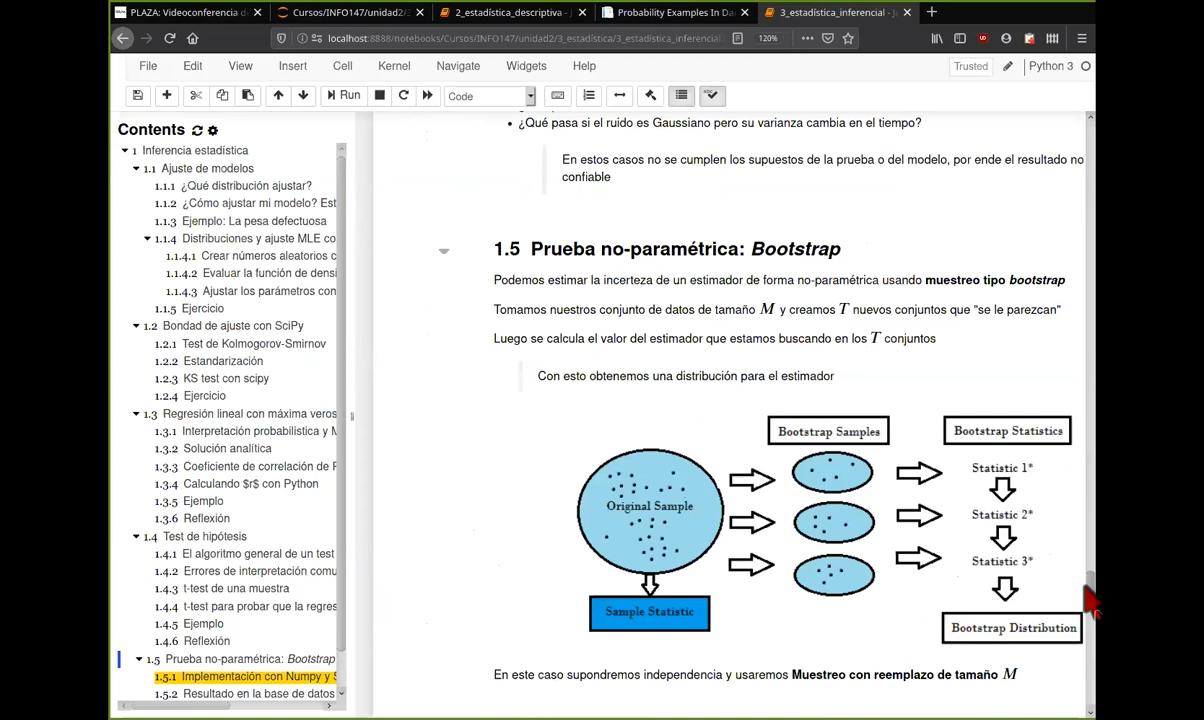 PLAZA: Videoconferencia de
Cursos/INFO147/unidad2/
2_estadística_descriptiva - J
Probability Examples In Da
3_estadística_inferencial - Ja
localhost:8888/notebooks/Cursos/INFO147/unidad2/3_estadística/3_estadística_inferencial
120%
File Edit View Insert Cell Kernel Navigate Widgets Help
Trusted
Python 3
Run
Code
Contents
1 Inferencia estadística
1.1 Ajuste de modelos
1.1.1 ¿Qué distribución ajustar?
1.1.2 ¿Cómo ajustar mi modelo? Est
1.1.3 Ejemplo: La pesa defectuosa
1.1.4 Distribuciones y ajuste MLE co
1.1.4.1 Crear números aleatorios c
1.1.4.2 Evaluar la función de densi
1.1.4.3 Ajustar los parámetros con
1.1.5 Ejercicio
1.2 Bondad de ajuste con SciPy
1.2.1 Test de Kolmogorov-Smirnov
1.2.2 Estandarización
1.2.3 KS test con scipy
1.2.4 Ejercicio
1.3 Regresión lineal con máxima veros
1.3.1 Interpretación probabilistica y M
1.3.2 Solución analítica
1.3.3 Coeficiente de correlación de P
1.3.4 Calculando $r$ con Python
1.3.5 Ejemplo
1.3.6 Reflexión
1.4 Test de hipótesis
1.4.1 El algoritmo general de un test
1.4.2 Errores de interpretación comu
1.4.3 t-test de una muestra
1.4.4 t-test para probar que la regres
1.4.5 Ejemplo
1.4.6 Reflexión
1.5 Prueba no-paramétrica: Bootstrap
1.5.1 Implementación con Numpy y S
1.5.2 Resultado en la base de datos
¿Qué pasa si el ruido es Gaussiano pero su varianza cambia en el tiempo?
En estos casos no se cumplen los supuestos de la prueba o del modelo, por ende el resultado no
confiable
1.5 Prueba no-paramétrica: Bootstrap
Podemos estimar la incerteza de un estimador de forma no-paramétrica usando muestreo tipo bootstrap
Tomamos nuestros conjunto de datos de tamaño M y creamos T nuevos conjuntos que "se le parezcan"
Luego se calcula el valor del estimador que estamos buscando en los T conjuntos
Con esto obtenemos una distribución para el estimador
Bootstrap Samples
Bootstrap Statistics
Original Sample
Statistic 1*
Statistic 2*
Statistic 3*
Sample Statistic
Bootstrap Distribution
En este caso supondremos independencia y usaremos Muestreo con reemplazo de tamaño M